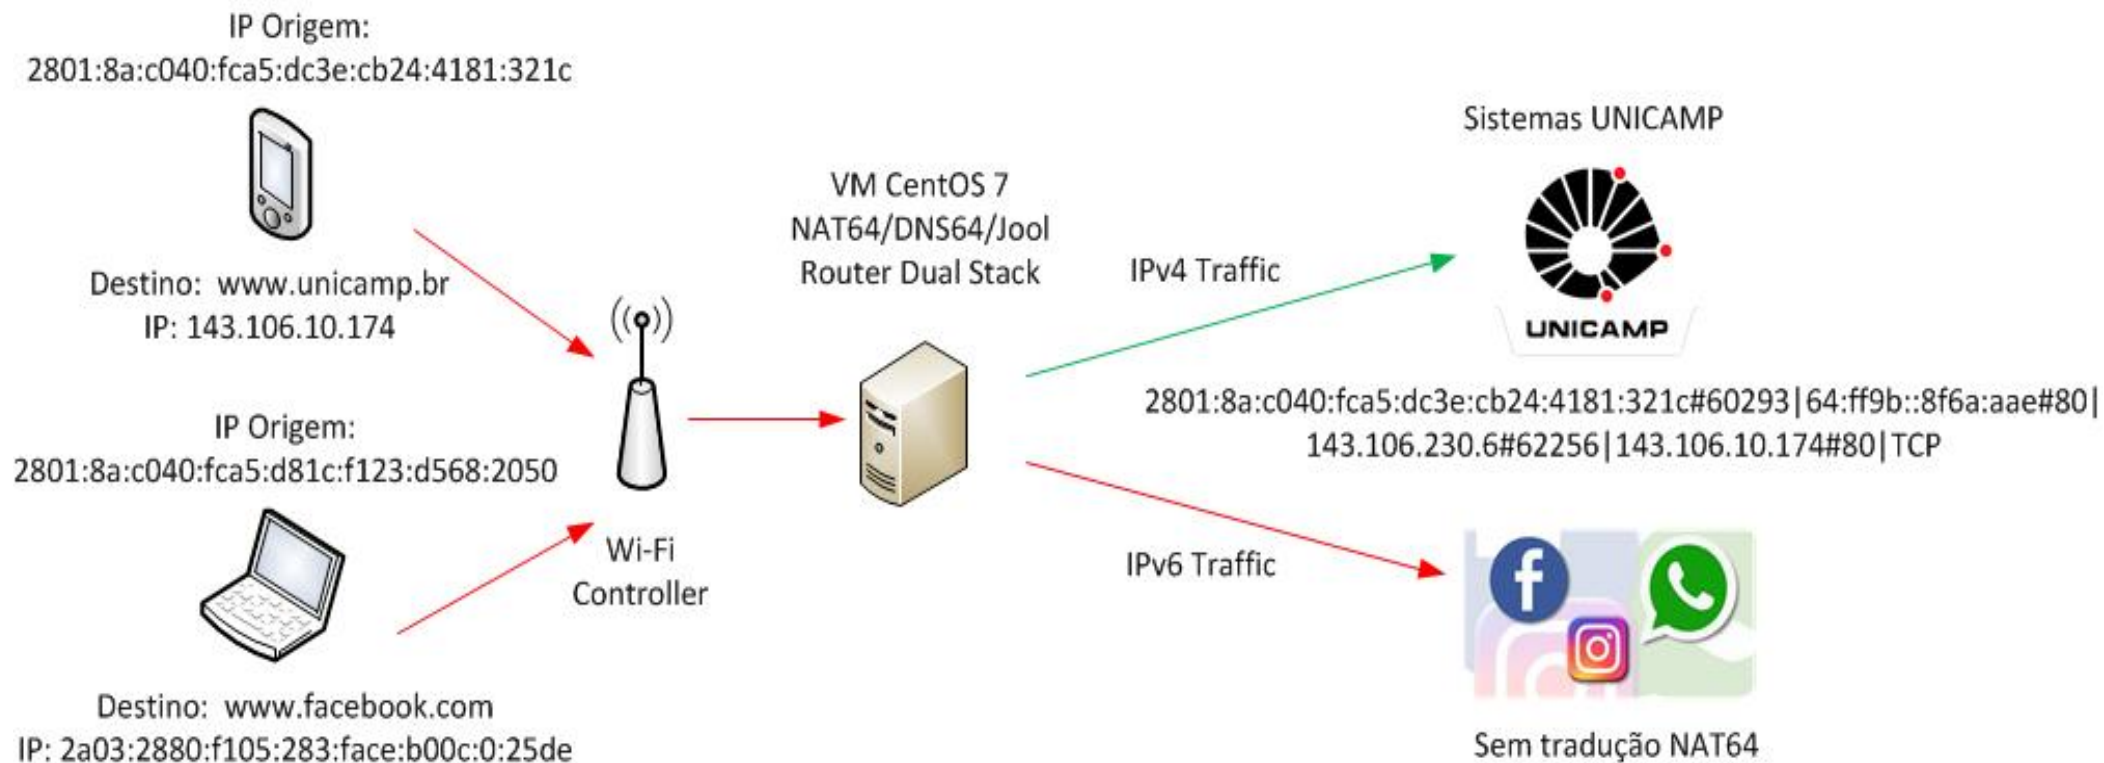 IP Origem:
2801:8a:c040:fca5:dc3e:cb24:4181:321c
Destino: www.unicamp.br
IP: 143.106.10.174
IP Origem:
2801:8a:c040:fca5:d81c:f123:d568:2050
Destino: www.facebook.com
IP: 2a03:2880:f105:283:face:b00c:0:25de
Wi-Fi
Controller
VM CentOS 7
NAT64/DNS64/Jool
Router Dual Stack
IPv4 Traffic
IPv6 Traffic
Sistemas UNICAMP
UNICAMP
2801:8a:c040:fca5:dc3e:cb24:4181:321c#60293|64:ff9b::8f6a:aae#80|
143.106.230.6#62256|143.106.10.174#80|TCP
Sem tradução NAT64